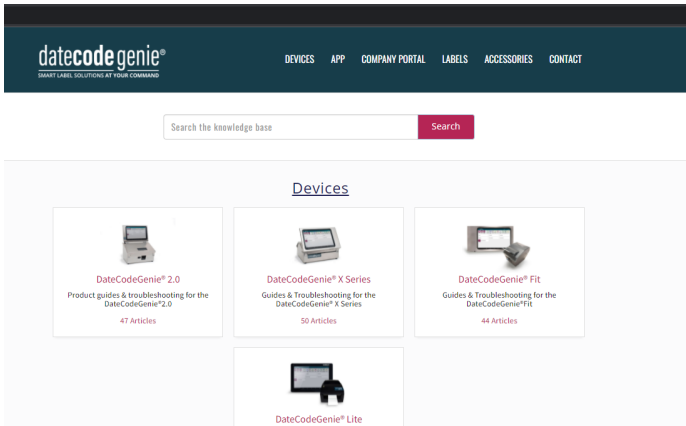 datecode genie®
SMART LABEL SOLUTIONS AT YOUR COMMAND
DEVICES APP COMPANY PORTAL LABELS ACCESSORIES CONTACT
Search the knowledge base Search
Devices
DateCodeGenie® 2.0
Product guides & troubleshooting for the
DateCodeGenie®2.0
47 Articles
DateCodeGenie® X Series
Guides & Troubleshooting for the
DateCodeGenie® X Series
50 Articles
DateCodeGenie® Fit
Guides & Troubleshooting for the
DateCodeGenie®Fit
44 Articles
DateCodeGenie® Lite